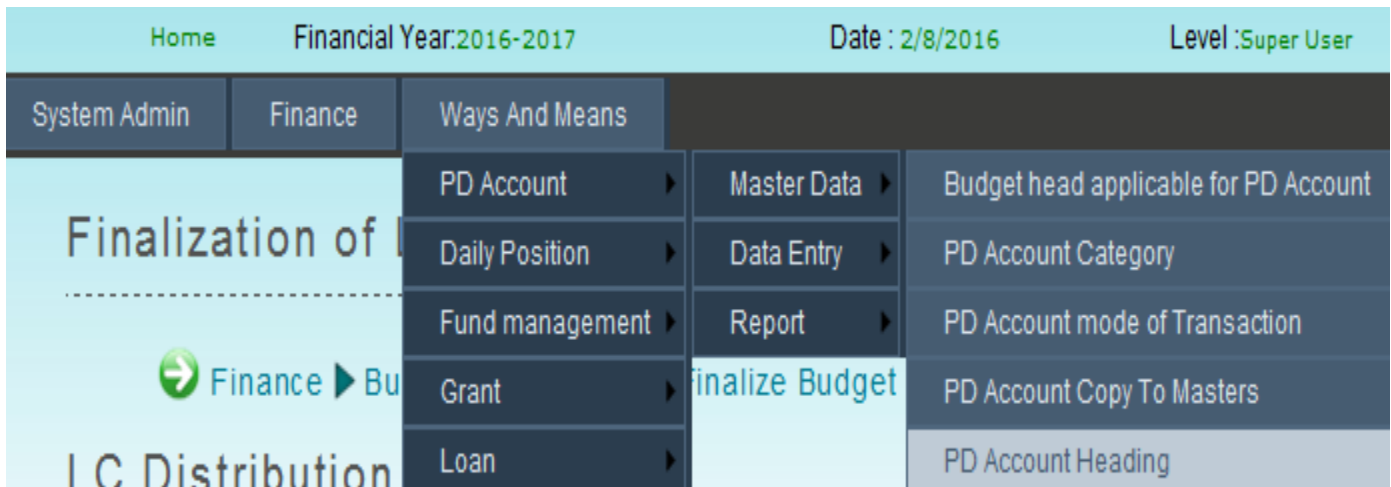 Home Financial Year:2016-2017 Date : 2/8/2016 Level :Super User
System Admin Finance Ways And Means
PD Account Master Data Budget head applicable for PD Account
Finalization of
Daily Position Data Entry PD Account Category
Fund management Report PD Account mode of Transaction
Finance Bu
Grant
inalize Budget
PD Account Copy To Masters
LC Distribution
Loan
PD Account Heading